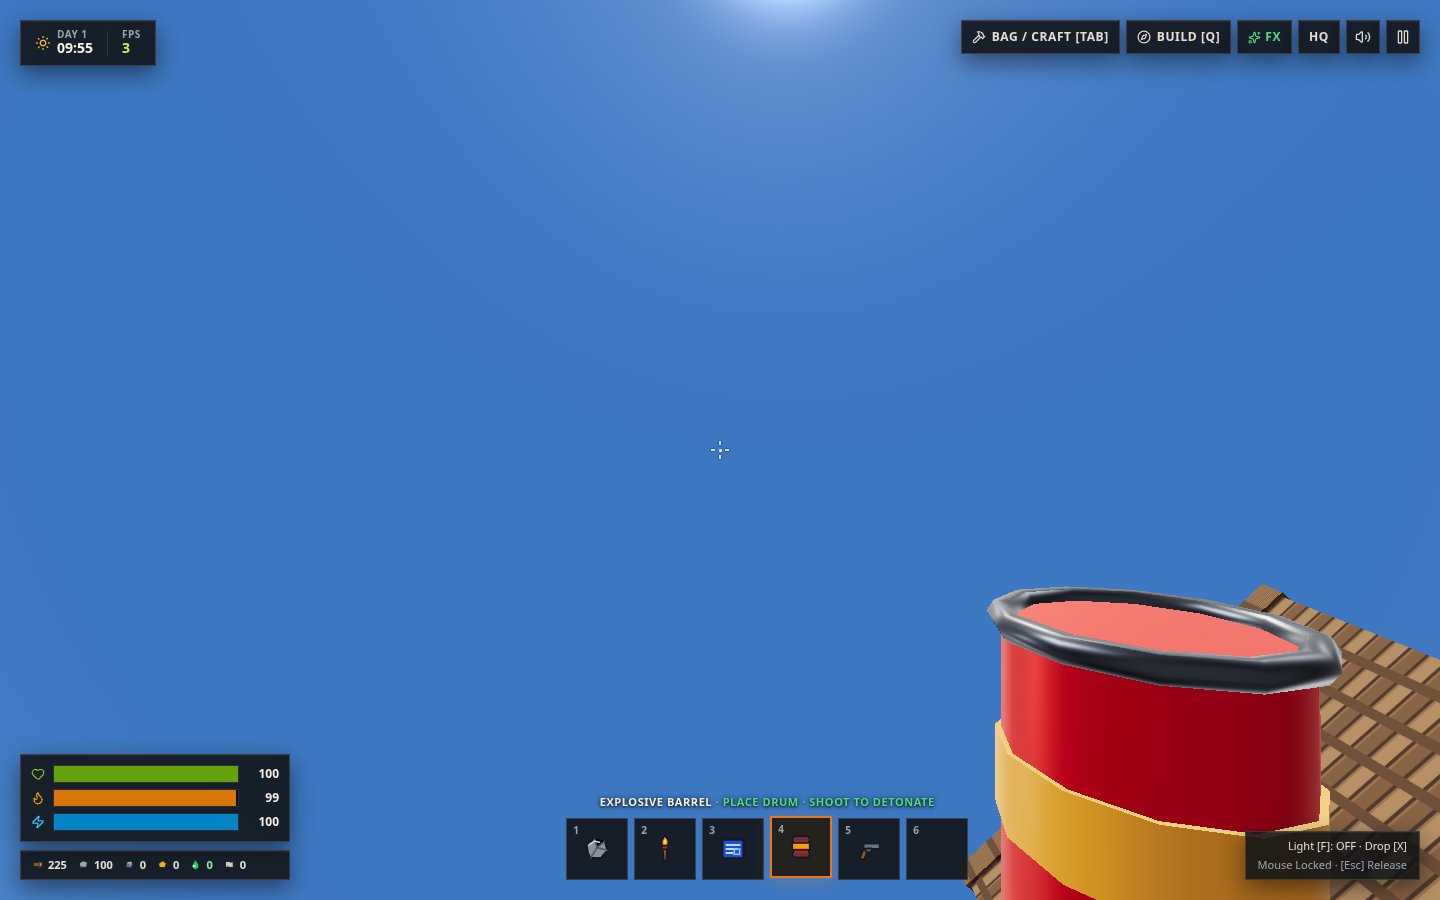 DAY 1
09:55
FPS
3
BAG / CRAFT [TAB]
BUILD [Q]
FX
HQ
100
99
100
225 100 0 0 0 0
EXPLOSIVE BARREL · PLACE DRUM · SHOOT TO DETONATE
1 2 3 4 5 6
Light [F]: OFF · Drop [X]
Mouse Locked · [Esc] Release